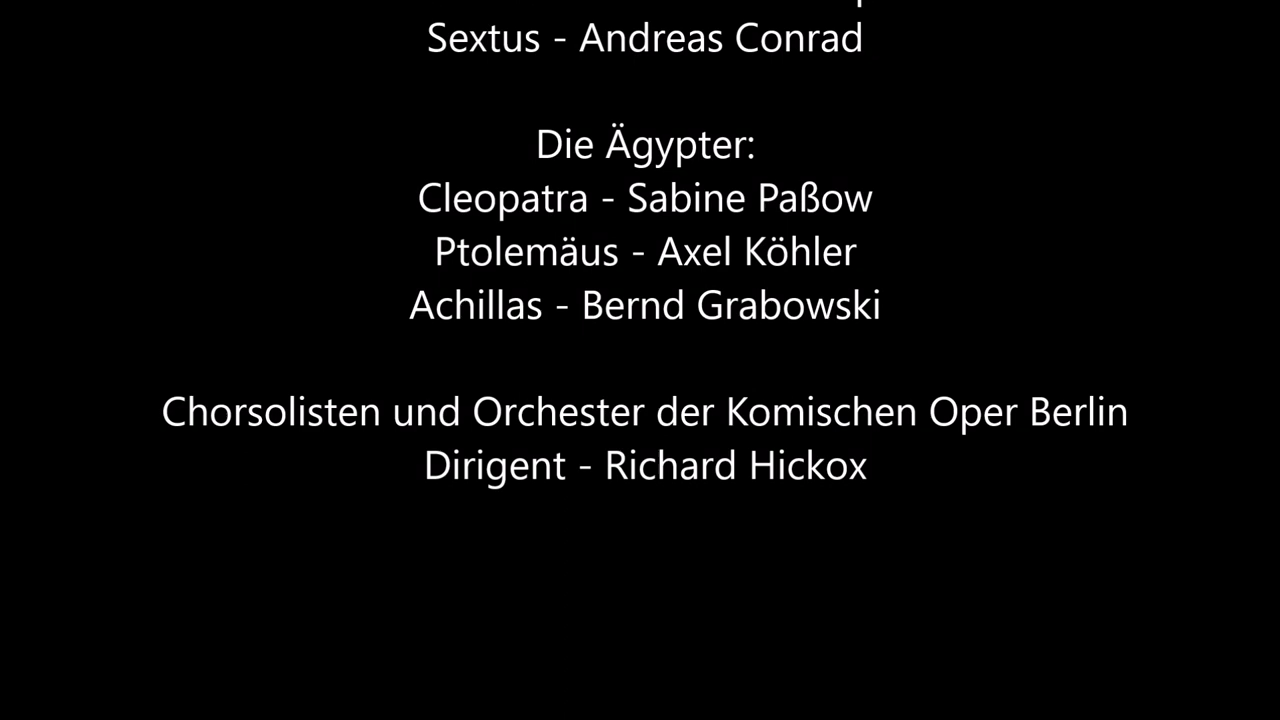 Sextus - Andreas Conrad
Die Ägypter:
Cleopatra - Sabine Paßow
Ptolemäus - Axel Köhler
Achillas - Bernd Grabowski
Chorsolisten und Orchester der Komischen Oper Berlin
Dirigent - Richard Hickox